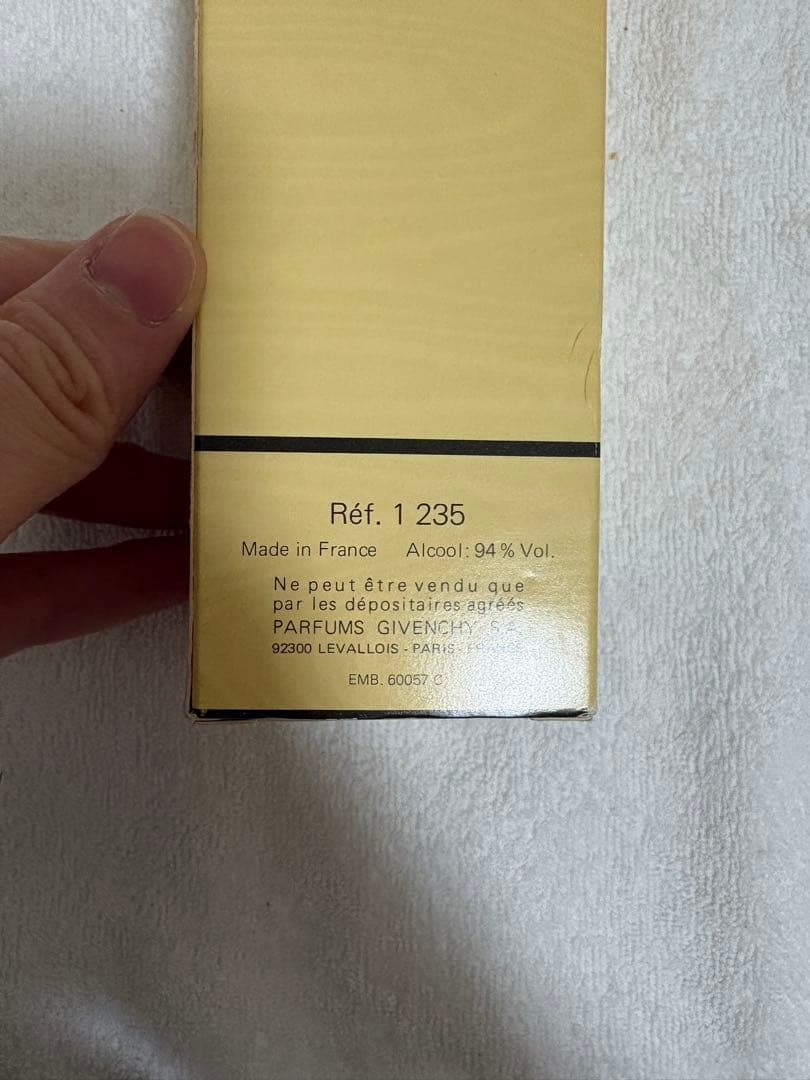 Réf. 1 235
Made in France Alcool: 94 % Vol.
Ne peut être vendu que
par les dépositaires agréés
PARFUMS GIVENCHY S.A.
92300 LEVALLOIS - PARIS - FRANCE
EMB. 60057 C